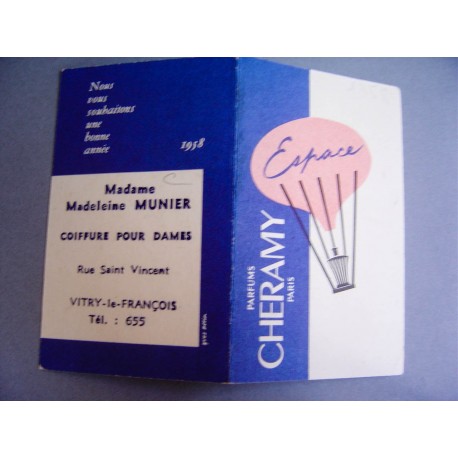 Nous
vous
souhaitons
une
bonne
année
1958
Madame
Madeleine MUNIER
COIFFURE POUR DAMES
Rue Saint Vincent
VITRY-le-FRANÇOIS
Tél. : 655
Espace
PARFUMS
CHERAMY
PARIS